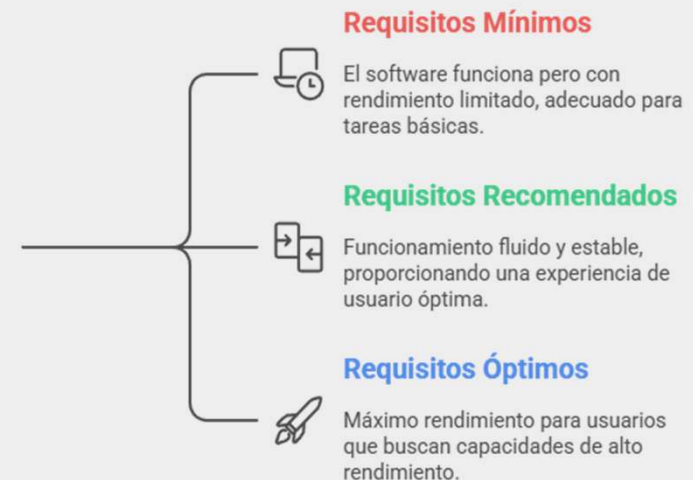 Requisitos Mínimos
El software funciona pero con
rendimiento limitado, adecuado para
tareas básicas.
Requisitos Recomendados
Funcionamiento fluido y estable,
proporcionando una experiencia de
usuario óptima.
Requisitos Óptimos
Máximo rendimiento para usuarios
que buscan capacidades de alto
rendimiento.